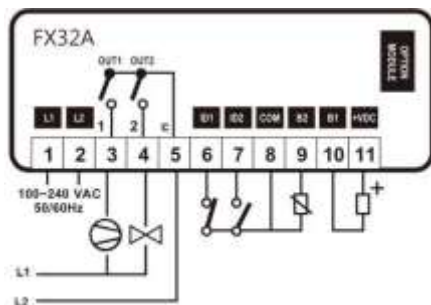 FX32A
OPTION
MODULE
OUT1 OUT2
L1 L2 1 2 ID1 ID2 COM B2 B1 +VDC
1 2 3 4 5 6 7 8 9 10 11
100~240 VAC
50/60Hz
+
L1
L2